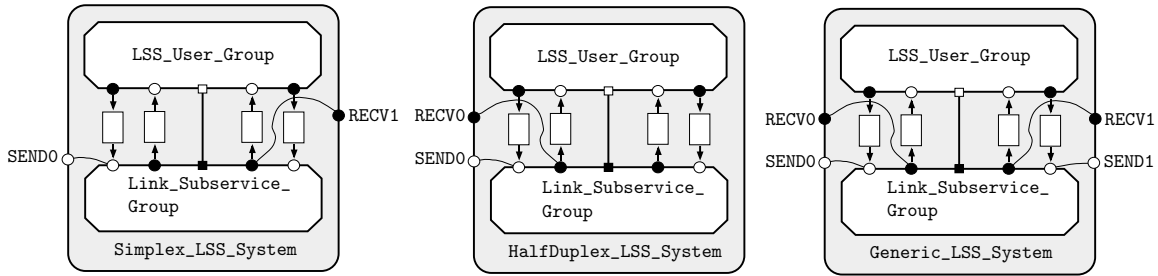 LSS_User_Group
RECV1
SEND0
Link_Subservice_
Group
Simplex_LSS_System
LSS_User_Group
RECV0
SEND0
Link_Subservice_
Group
HalfDuplex_LSS_System
LSS_User_Group
RECV0
RECV1
SEND0
SEND1
Link_Subservice_
Group
Generic_LSS_System